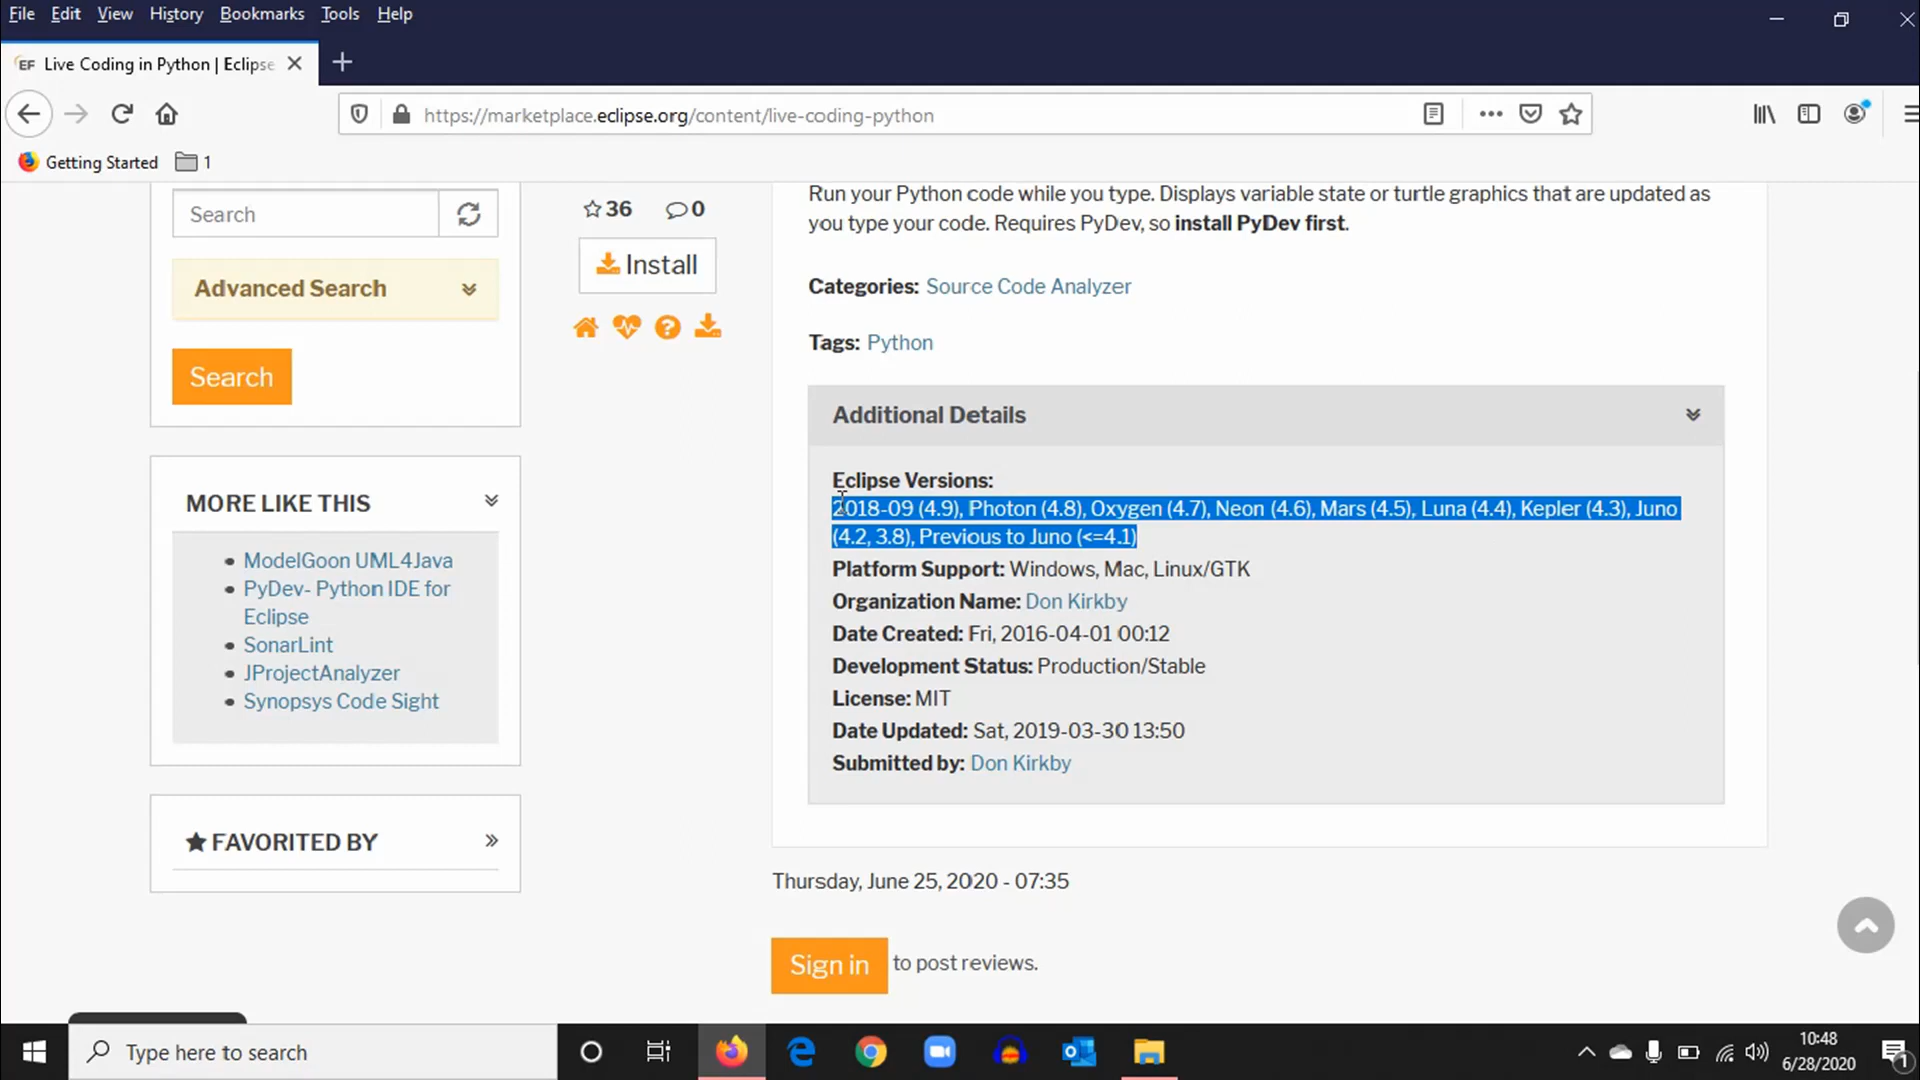 File Edit View History Bookmarks Tools Help
EF Live Coding in Python | Eclipse
https://marketplace.eclipse.org/content/live-coding-python
Getting Started 1
Search
Advanced Search
Search
MORE LIKE THIS
ModelGoon UML4Java
PyDev- Python IDE for
Eclipse
SonarLint
JProjectAnalyzer
Synopsys Code Sight
FAVORITED BY
36 0
Install
Run your Python code while you type. Displays variable state or turtle graphics that are updated as
you type your code. Requires PyDev, so install PyDev first.
Categories: Source Code Analyzer
Tags: Python
Additional Details
Eclipse Versions:
2018-09 (4.9), Photon (4.8), Oxygen (4.7), Neon (4.6), Mars (4.5), Luna (4.4), Kepler (4.3), Juno
(4.2, 3.8), Previous to Juno (<=4.1)
Platform Support: Windows, Mac, Linux/GTK
Organization Name: Don Kirkby
Date Created: Fri, 2016-04-01 00:12
Development Status: Production/Stable
License: MIT
Date Updated: Sat, 2019-03-30 13:50
Submitted by: Don Kirkby
Thursday, June 25, 2020 - 07:35
Sign in to post reviews.
Type here to search
10:48
6/28/2020
1